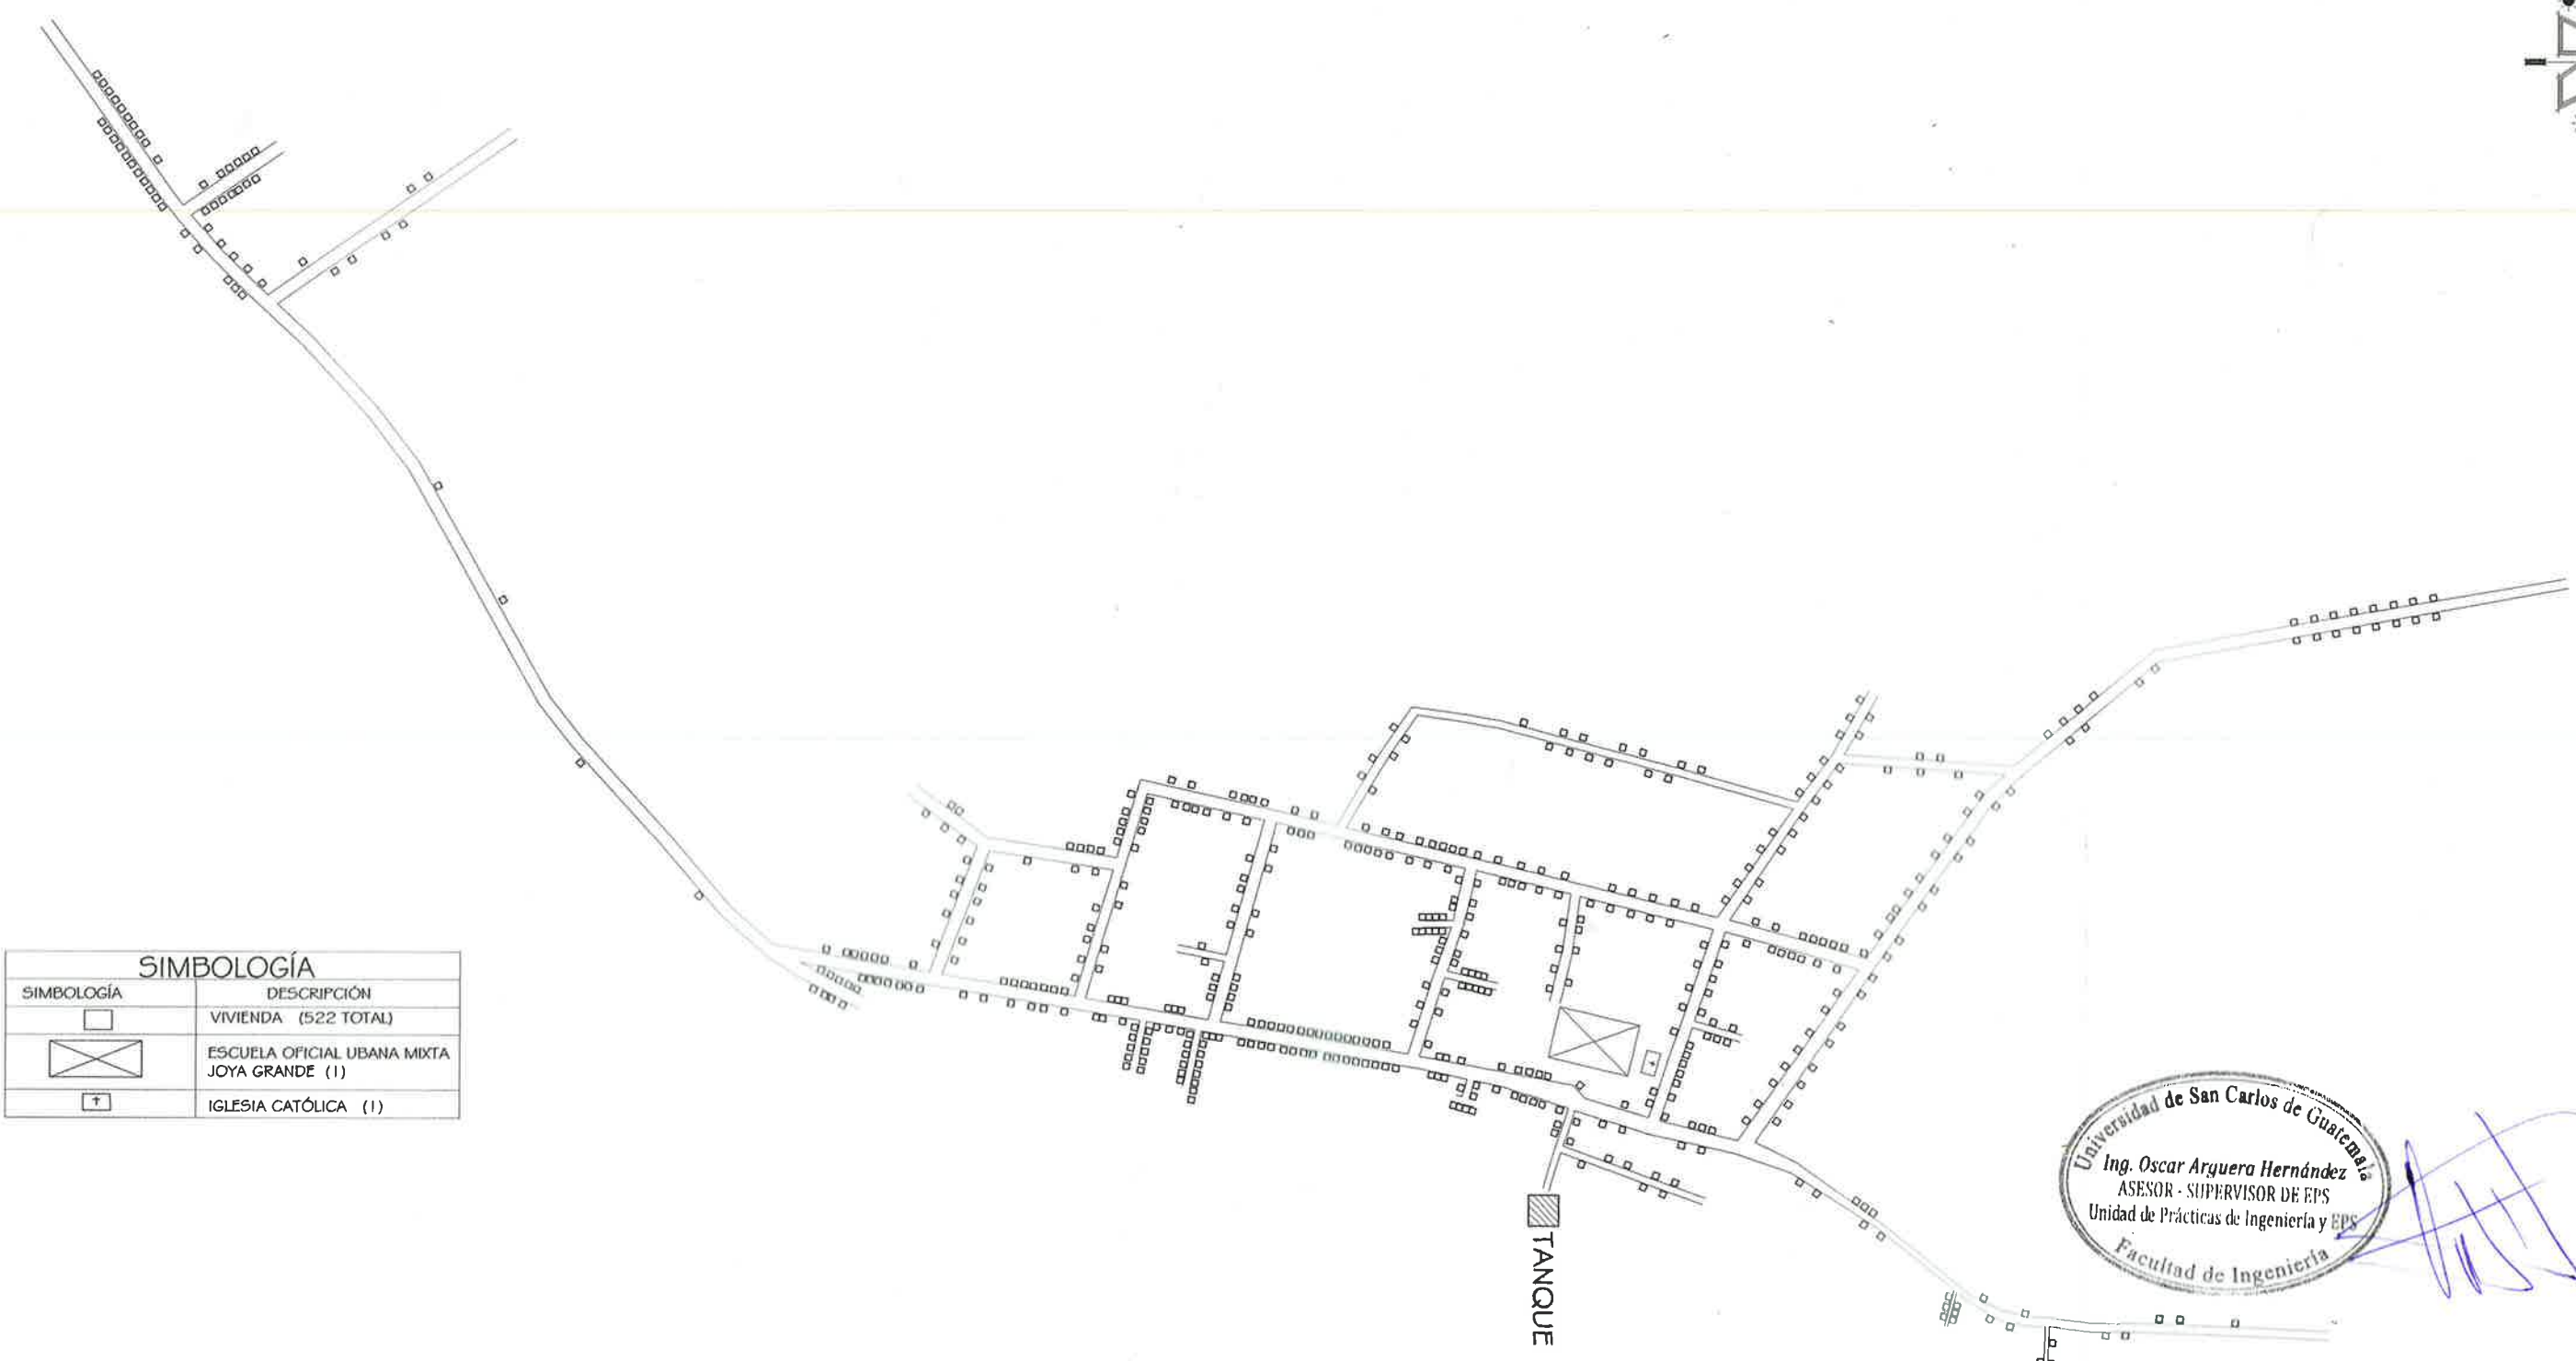 SIMBOLOGÍA
SIMBOLOGÍA DESCRIPCIÓN
VIVIENDA (522 TOTAL)
ESCUELA OFICIAL UBANA MIXTA
JOYA GRANDE (1)
IGLESIA CATÓLICA (1)
TANQUE
Universidad de San Carlos de Guatemala
Ing. Oscar Arguera Hernández
ASESOR - SUPERVISOR DE EPS
Unidad de Prácticas de Ingeniería y EPS
Facultad de Ingeniería